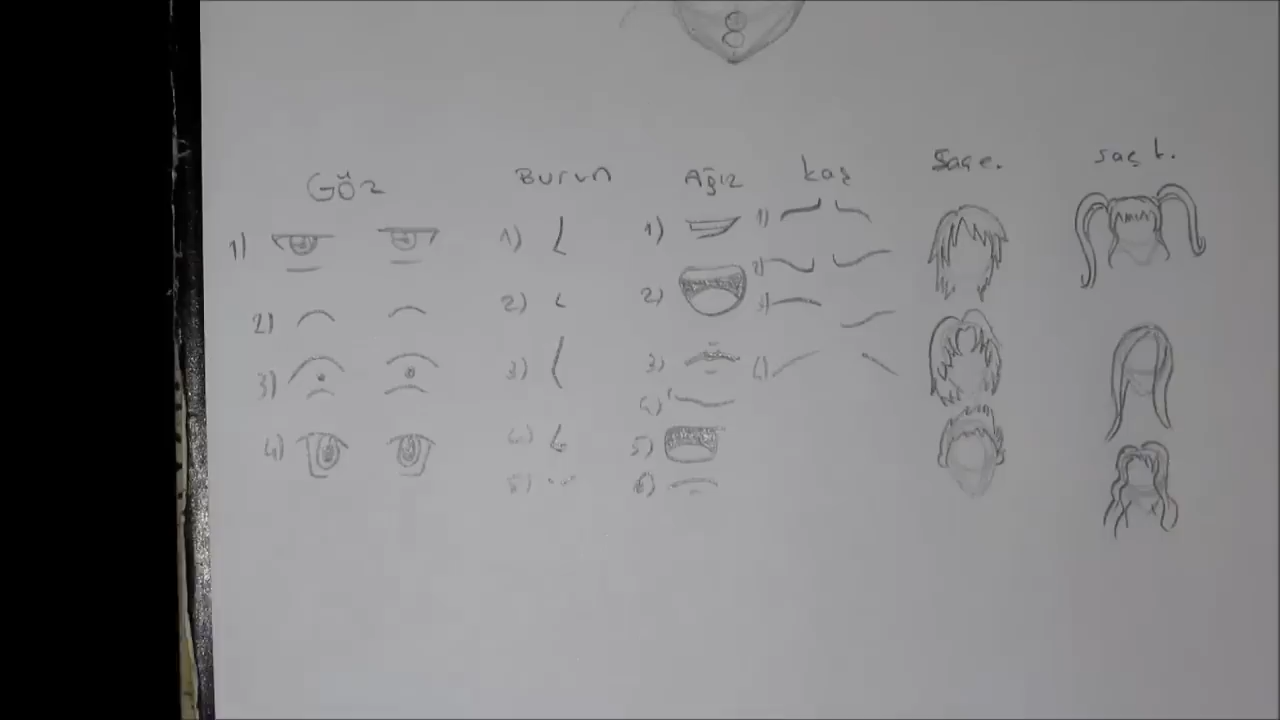 Göz Burun Ağız kaş Saç e. saç k.
1) 1) 1) 1)
2) 2) 2) 2)
3) 3) 3) 3)
4) 4) 4) 4)
5) 5)
6)